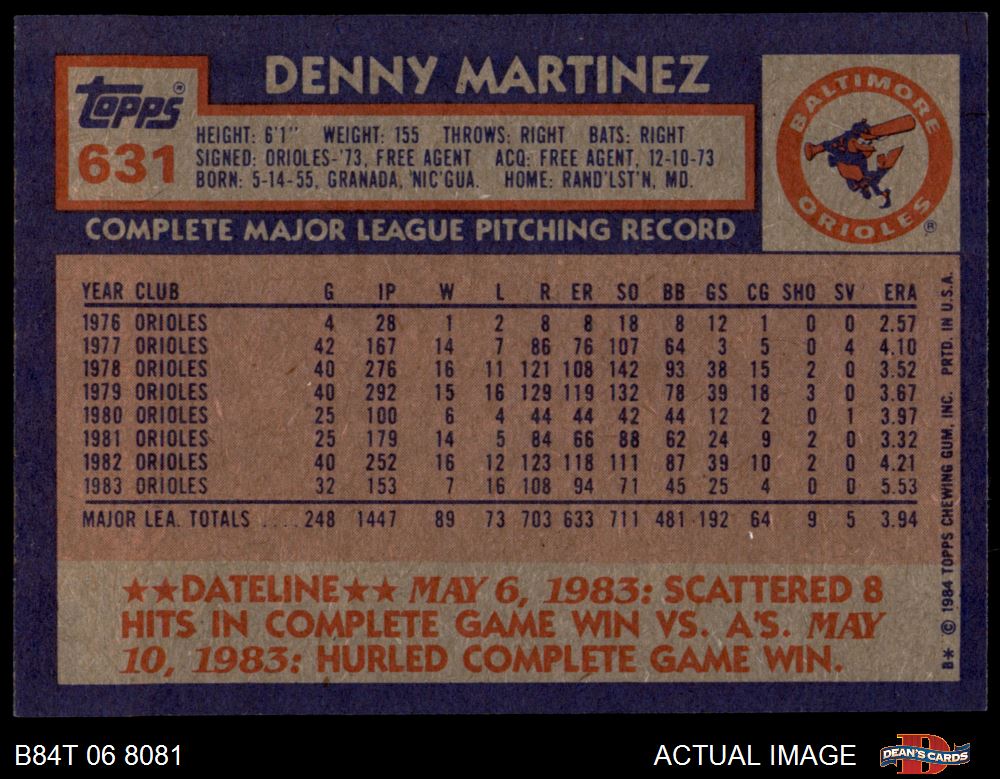 DENNY MARTINEZ
Topps®
631
HEIGHT: 6'1" WEIGHT: 155 THROWS: RIGHT BATS: RIGHT
SIGNED: ORIOLES-'73, FREE AGENT ACQ: FREE AGENT, 12-10-73
BORN: 5-14-55, GRANADA, 'NIC'GUA. HOME: RAND'LST'N, MD.
BALTIMORE
ORIOLES
®
COMPLETE MAJOR LEAGUE PITCHING RECORD
YEAR CLUB G IP W L R ER SO BB GS CG SHO SV ERA
1976 ORIOLES 4 28 1 2 8 8 18 8 12 1 0 0 2.57
1977 ORIOLES 42 167 14 7 86 76 107 64 3 5 0 4 4.10
1978 ORIOLES 40 276 16 11 121 108 142 93 38 15 2 0 3.52
1979 ORIOLES 40 292 15 16 129 119 132 78 39 18 3 0 3.67
1980 ORIOLES 25 100 6 4 44 44 42 44 12 2 0 1 3.97
1981 ORIOLES 25 179 14 5 84 66 88 62 24 9 2 0 3.32
1982 ORIOLES 40 252 16 12 123 118 111 87 39 10 2 0 4.21
1983 ORIOLES 32 153 7 16 108 94 71 45 25 4 0 0 5.53
MAJOR LEA. TOTALS .... 248 1447 89 73 703 633 711 481 192 64 9 5 3.94
★★DATELINE★★ MAY 6, 1983: SCATTERED 8
HITS IN COMPLETE GAME WIN VS. A'S. MAY
10, 1983: HURLED COMPLETE GAME WIN.
B* © 1984 TOPPS CHEWING GUM, INC. PRTD. IN U.S.A.
B84T 06 8081
ACTUAL IMAGE
DEAN'S CARDS